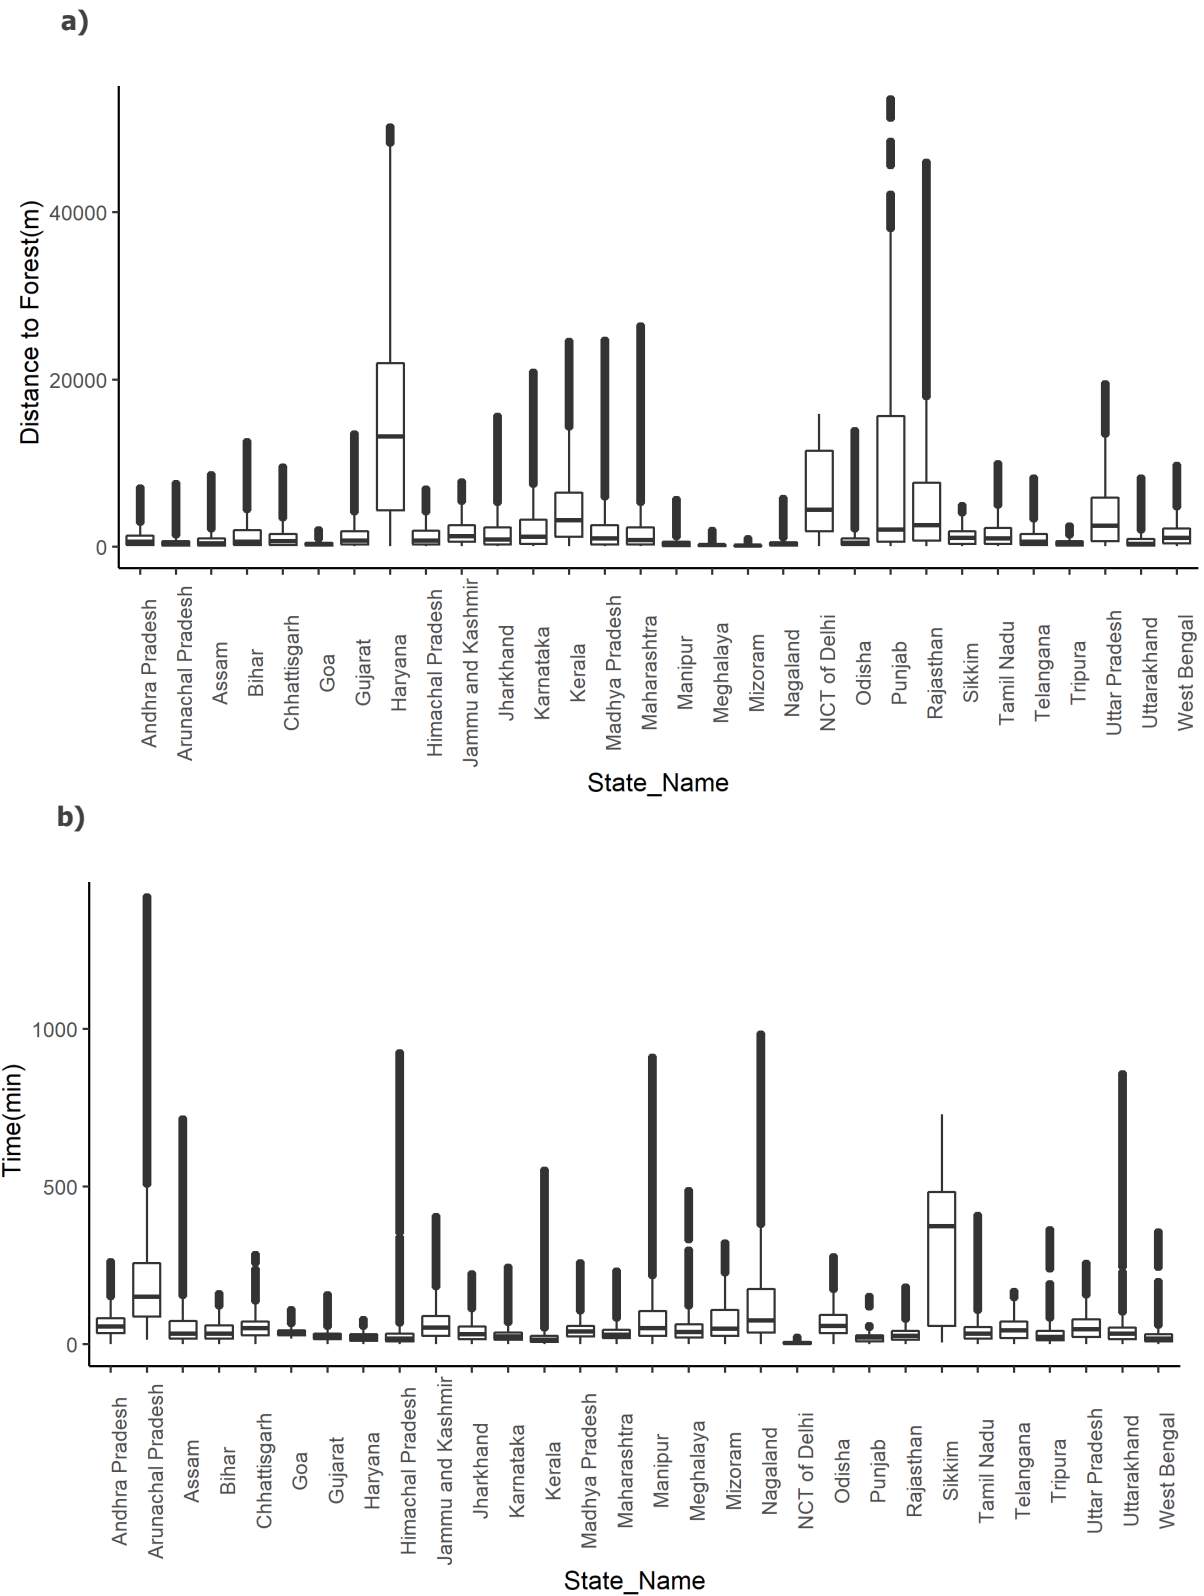 a)
Distance to Forest(m)
40000
20000
0
Andhra Pradesh
Arunachal Pradesh
Assam
Bihar
Chhattisgarh
Goa
Gujarat
Haryana
Himachal Pradesh
Jammu and Kashmir
Jharkhand
Karnataka
Kerala
Madhya Pradesh
Maharashtra
Manipur
Meghalaya
Mizoram
Nagaland
NCT of Delhi
Odisha
Punjab
Rajasthan
Sikkim
Tamil Nadu
Telangana
Tripura
Uttar Pradesh
Uttarakhand
West Bengal
State_Name
b)
Time(min)
1000
500
0
Andhra Pradesh
Arunachal Pradesh
Assam
Bihar
Chhattisgarh
Goa
Gujarat
Haryana
Himachal Pradesh
Jammu and Kashmir
Jharkhand
Karnataka
Kerala
Madhya Pradesh
Maharashtra
Manipur
Meghalaya
Mizoram
Nagaland
NCT of Delhi
Odisha
Punjab
Rajasthan
Sikkim
Tamil Nadu
Telangana
Tripura
Uttar Pradesh
Uttarakhand
West Bengal
State_Name